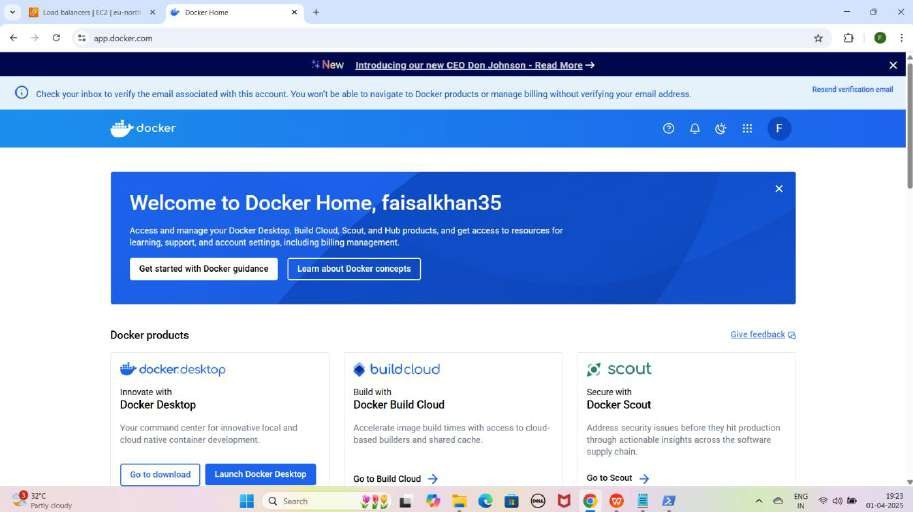 Load balancers | EC2 | eu-north
Docker Home
app.docker.com
New Introducing our new CEO Don Johnson - Read More →
Check your inbox to verify the email associated with this account. You won't be able to navigate to Docker products or manage billing without verifying your email address.
Resend verification email
docker
F
Welcome to Docker Home, faisalkhan35
Access and manage your Docker Desktop, Build Cloud, Scout, and Hub products, and get access to resources for
learning, support, and account settings, including billing management.
Get started with Docker guidance
Learn about Docker concepts
Docker products
Give feedback
docker.desktop
Innovate with
Docker Desktop
Your command center for innovative local and
cloud native container development.
Go to download
Launch Docker Desktop
buildcloud
Build with
Docker Build Cloud
Accelerate image build times with access to cloud-
based builders and shared cache.
Go to Build Cloud →
scout
Secure with
Docker Scout
Address security issues before they hit production
through actionable insights across the software
supply chain.
Go to Scout →
3
32°C
Partly cloudy
Search
DELL
ENG
IN
19:23
01-04-2025